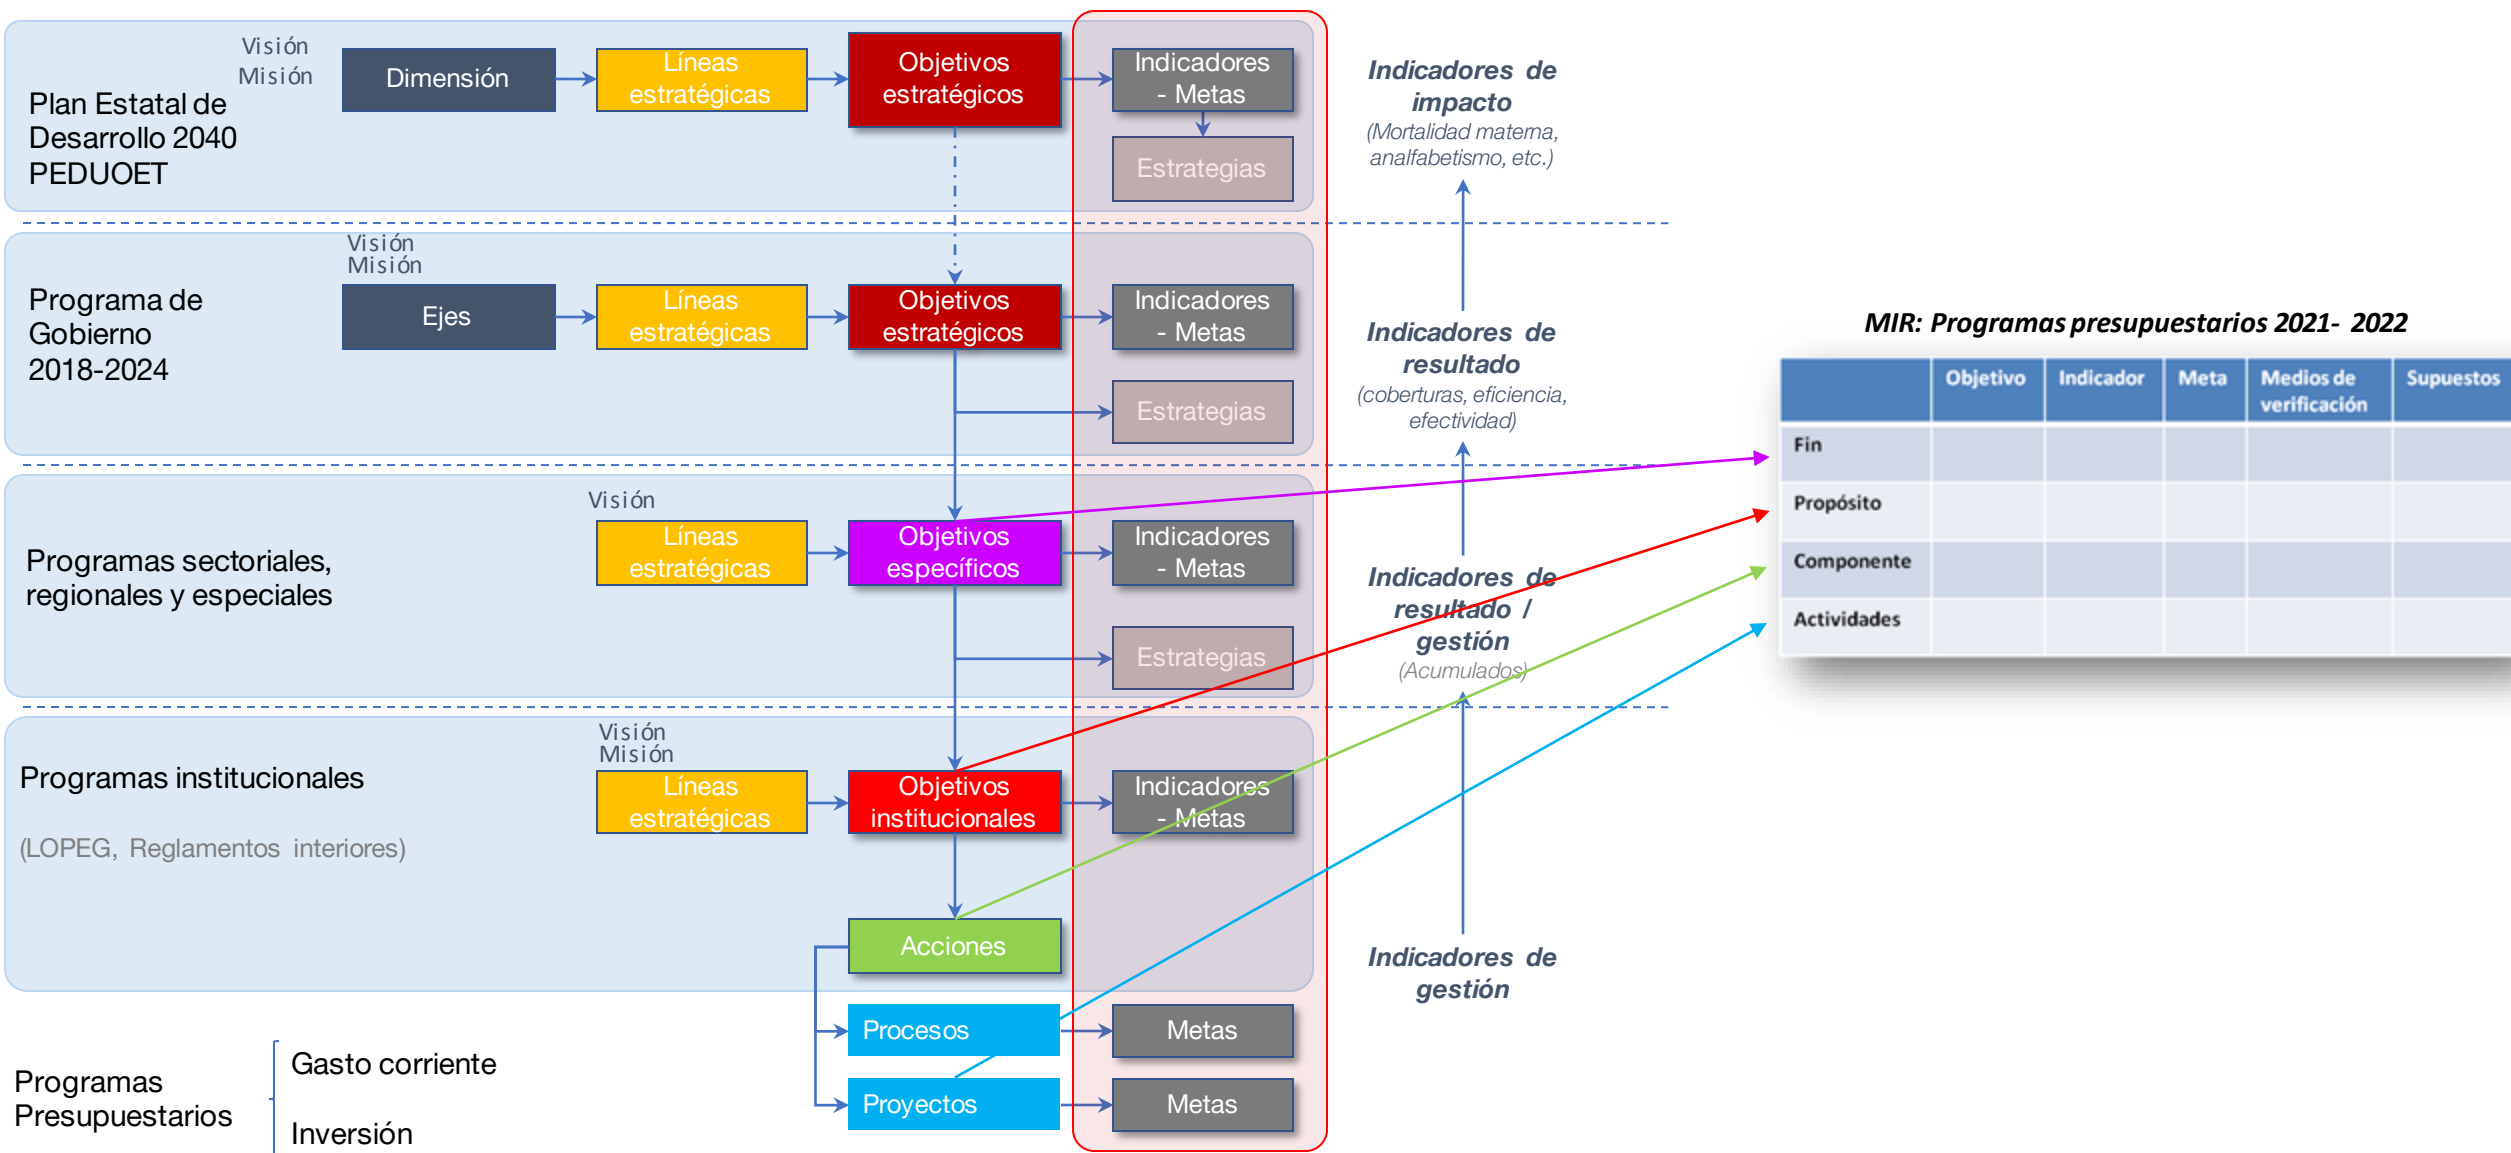 Visión
Misión
Plan Estatal de
Desarrollo 2040
PEDUOET
Dimensión
Líneas
estratégicas
Objetivos
estratégicos
Indicadores
- Metas
Estrategias
Indicadores de
impacto
(Mortalidad materna,
analfabetismo, etc.)
Visión
Misión
Programa de
Gobierno
2018-2024
Ejes
Líneas
estratégicas
Objetivos
estratégicos
Indicadores
- Metas
Estrategias
Indicadores de
resultado
(coberturas, eficiencia,
efectividad)
Visión
Programas sectoriales,
regionales y especiales
Líneas
estratégicas
Objetivos
específicos
Indicadores
- Metas
Estrategias
Indicadores de
resultado /
gestión
(Acumulados)
Visión
Misión
Programas institucionales
(LOPEG, Reglamentos interiores)
Líneas
estratégicas
Objetivos
institucionales
Indicadores
- Metas
Acciones
Indicadores de
gestión
Procesos
Metas
Proyectos
Metas
Programas
Presupuestarios
Gasto corriente
Inversión
MIR: Programas presupuestarios 2021- 2022
Objetivo
Indicador
Meta
Medios de
verificación
Supuestos
Fin
Propósito
Componente
Actividades